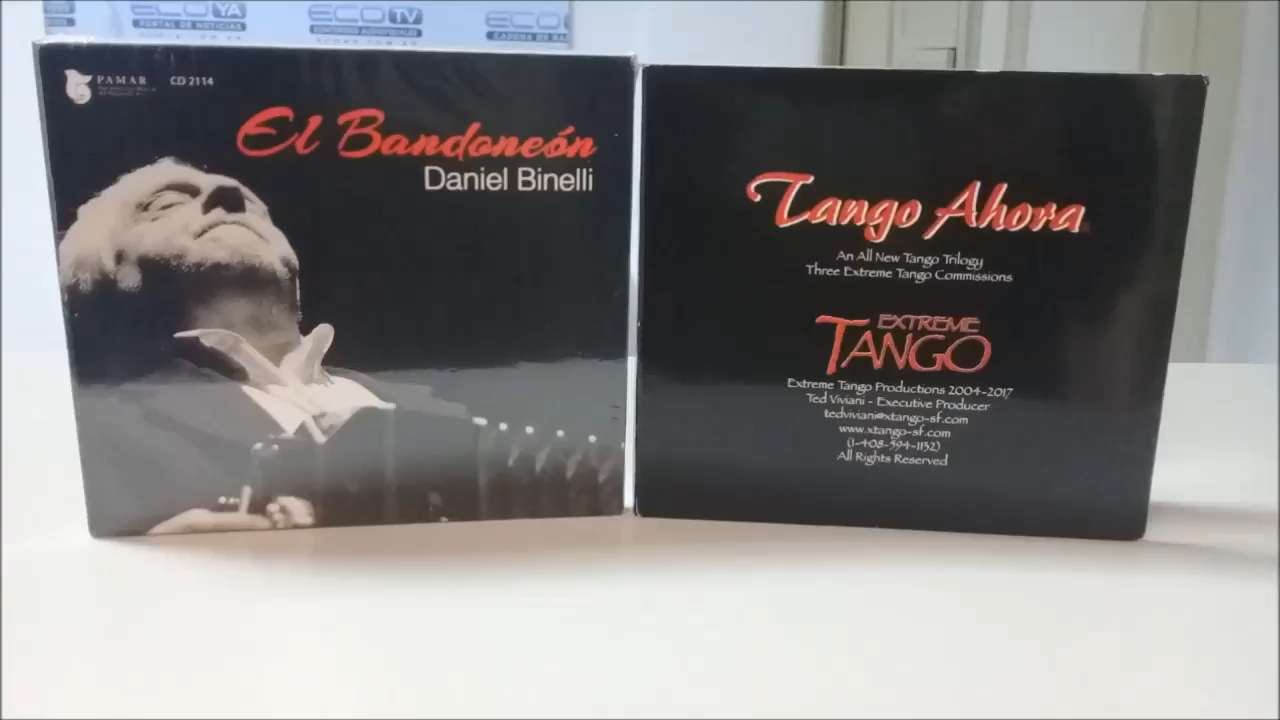 ECO YA
PORTAL DE NOTICIAS
ECO TV
ECO
CADENA DE
PAMAR
CD 2114
El Bandoneón
Daniel Binelli
Tango Ahora
An All New Tango Trilogy
Three Extreme Tango Commissions
EXTREME
TANGO
Extreme Tango Productions 2004-2017
Ted Viviani - Executive Producer
tedviviani@xtango-sf.com
www.xtango-sf.com
(1-408-594-1132)
All Rights Reserved